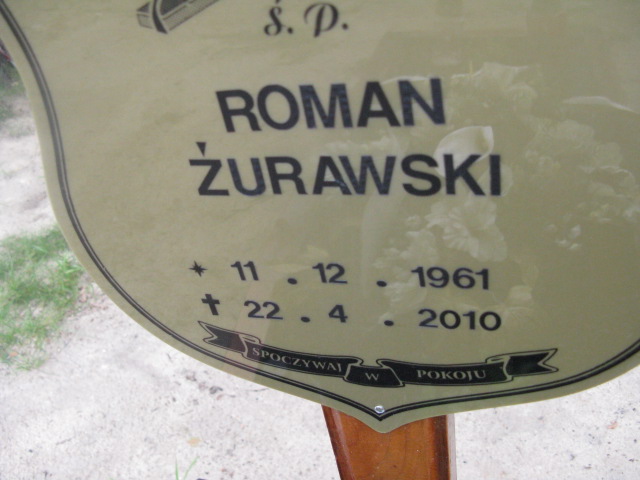 Ś. P.
ROMAN
ŻURAWSKI
* 11 . 12 . 1961
✝ 22 . 4 . 2010
SPOCZYWAJ W POKOJU